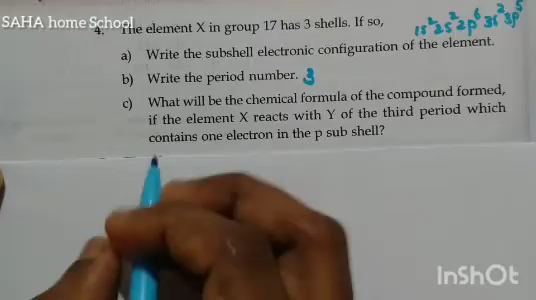 SAHA home School
4. The element X in group 17 has 3 shells. If so,
1s² 2s² 2p⁶ 3s² 3p⁵
a) Write the subshell electronic configuration of the element.
b) Write the period number. 3
c) What will be the chemical formula of the compound formed,
if the element X reacts with Y of the third period which
contains one electron in the p sub shell?
InShOt